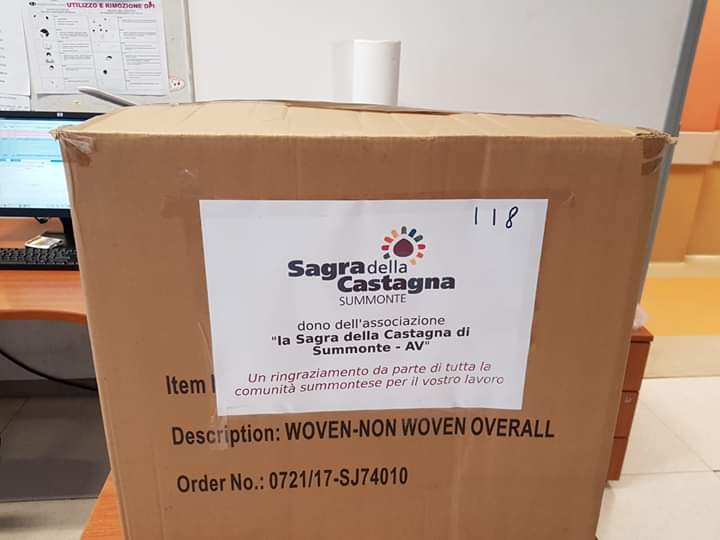 UTILIZZO E RIMOZIONE DPI
118
Sagra della
Castagna
SUMMONTE
dono dell'associazione
"la Sagra della Castagna di
Summonte - AV"
Un ringraziamento da parte di tutta la
comunità summontese per il vostro lavoro
Item
Description: WOVEN-NON WOVEN OVERALL
Order No.: 0721/17-SJ74010